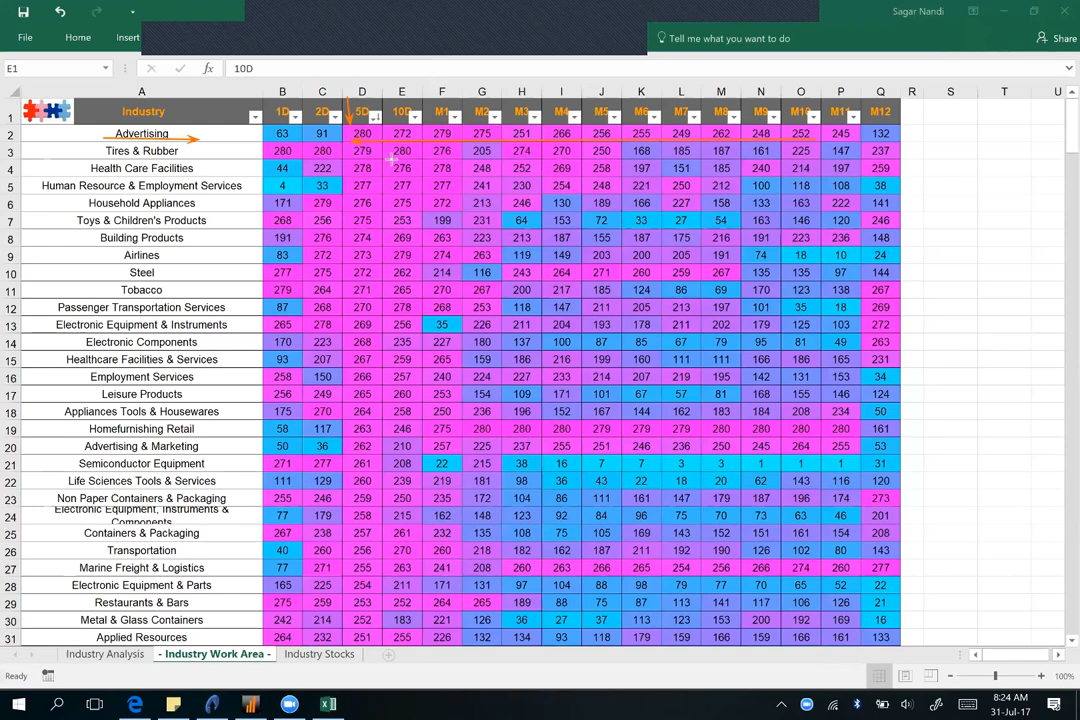 Sagar Nandi
File Home Insert Tell me what you want to do Share
E1 fx 10D
A B C D E F G H I J K L M N O P Q R S T U
1 Industry 1D 2D 5D 10D M1 M2 M3 M4 M5 M6 M7 M8 M9 M10 M11 M12
2 Advertising 63 91 280 272 279 275 251 266 256 255 249 262 248 252 245 132
3 Tires & Rubber 280 280 279 280 276 205 274 270 250 168 185 187 161 225 147 237
4 Health Care Facilities 44 222 278 276 278 248 252 269 258 197 151 185 240 214 197 259
5 Human Resource & Employment Services 4 33 277 277 277 241 230 254 248 221 250 212 100 118 108 38
6 Household Appliances 171 279 276 275 272 213 246 130 189 166 227 158 133 163 222 141
7 Toys & Children's Products 268 256 275 253 199 231 64 153 72 33 27 54 163 146 120 246
8 Building Products 191 276 274 269 263 223 213 187 155 187 175 216 191 223 236 148
9 Airlines 83 272 273 279 274 263 119 149 203 200 205 191 74 18 10 24
10 Steel 277 275 272 262 214 116 243 264 271 260 259 267 135 135 97 144
11 Tobacco 279 264 271 265 270 267 200 217 185 124 86 69 170 123 138 267
12 Passenger Transportation Services 87 268 270 278 268 253 118 147 211 205 213 197 101 35 18 269
13 Electronic Equipment & Instruments 265 278 269 256 35 226 211 204 193 178 211 202 179 125 103 272
14 Electronic Components 170 223 268 235 227 180 137 100 87 85 67 79 95 81 49 263
15 Healthcare Facilities & Services 93 207 267 259 265 159 186 216 199 160 111 111 166 186 165 231
16 Employment Services 258 150 266 257 240 224 227 233 214 207 219 195 142 131 153 34
17 Leisure Products 256 249 265 260 253 154 109 171 101 67 57 81 168 155 146 124
18 Appliances Tools & Housewares 175 270 264 258 250 236 196 152 167 144 162 183 184 208 234 50
19 Homefurnishing Retail 58 117 263 246 275 280 280 280 280 279 279 280 280 280 280 161
20 Advertising & Marketing 50 36 262 210 257 225 237 255 251 246 236 250 245 264 255 53
21 Semiconductor Equipment 271 277 261 208 22 215 38 16 7 7 3 3 1 1 1 31
22 Life Sciences Tools & Services 111 129 260 239 219 181 98 36 43 22 18 20 62 143 116 120
23 Non Paper Containers & Packaging 255 246 259 250 235 172 104 86 111 161 147 179 187 196 174 273
24 Electronic Equipment, Instruments & Components 77 179 258 215 162 148 123 92 84 96 75 70 73 63 46 201
25 Containers & Packaging 267 238 257 261 232 135 108 75 105 169 143 152 151 161 154 208
26 Transportation 40 260 256 270 260 218 182 162 187 211 192 190 126 102 80 143
27 Marine Freight & Logistics 77 271 255 263 241 208 260 263 266 265 254 256 266 274 260 277
28 Electronic Equipment & Parts 165 225 254 211 171 131 97 104 88 98 79 77 70 65 52 22
29 Restaurants & Bars 275 259 253 252 264 265 189 88 75 87 113 141 117 106 126 21
30 Metal & Glass Containers 242 214 252 183 221 126 36 27 37 113 123 153 200 192 169 16
31 Applied Resources 264 232 251 255 226 132 134 93 118 179 159 166 159 166 161 133
Industry Analysis - Industry Work Area - Industry Stocks
Ready 100%
8:24 AM
31-Jul-17